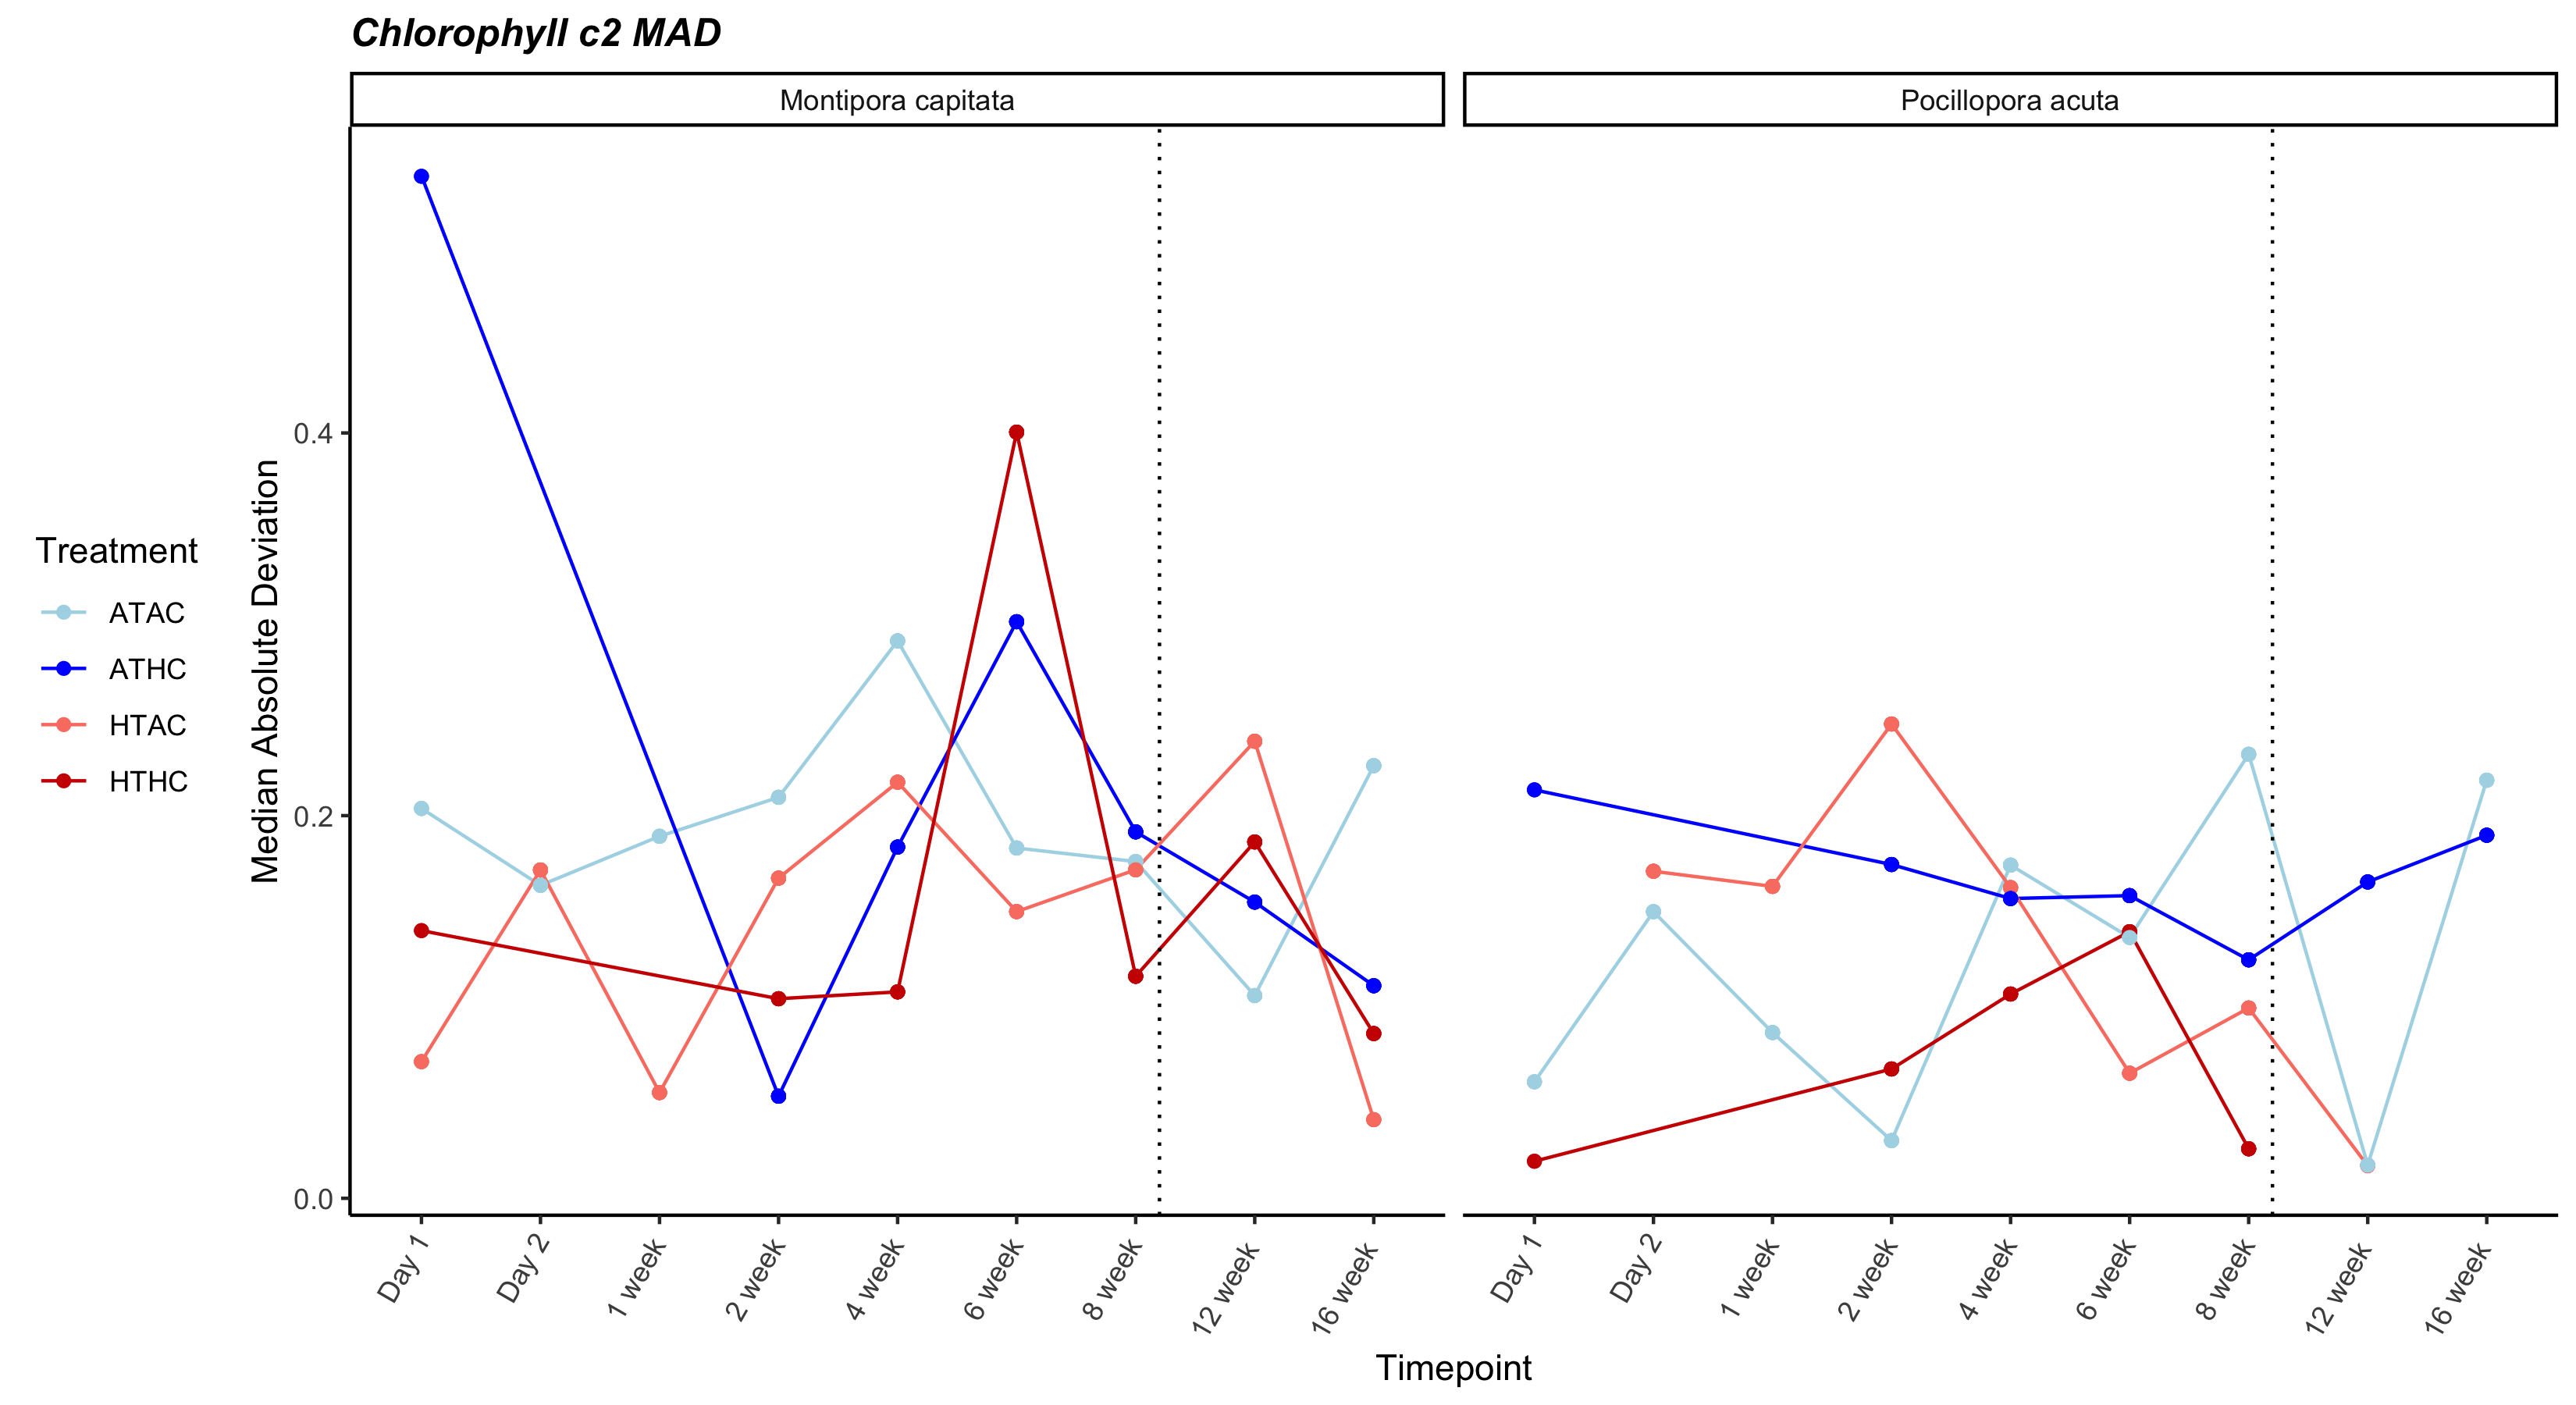 Chlorophyll c2 MAD
Montipora capitata
Pocillopora acuta
Median Absolute Deviation
0.4
0.2
0.0
Treatment
ATAC
ATHC
HTAC
HTHC
Day 1
Day 2
1 week
2 week
4 week
6 week
8 week
12 week
16 week
Day 1
Day 2
1 week
2 week
4 week
6 week
8 week
12 week
16 week
Timepoint